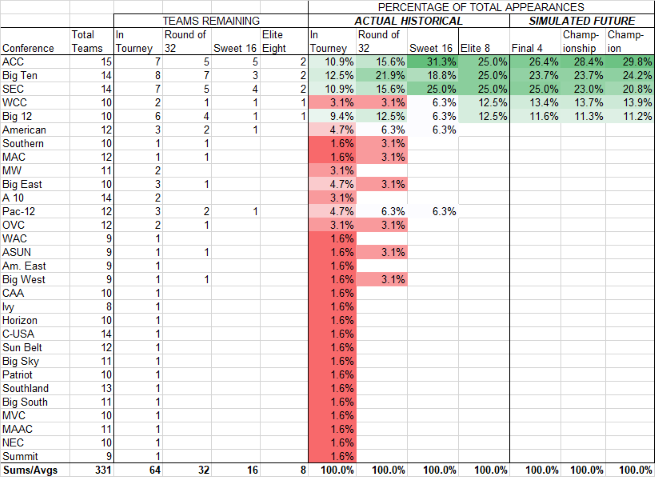 PERCENTAGE OF TOTAL APPEARANCES
TEAMS REMAINING ACTUAL HISTORICAL SIMULATED FUTURE
Total In Round of Elite In Round of Champ- Champ-
Conference Teams Tourney 32 Sweet 16 Eight Tourney 32 Sweet 16 Elite 8 Final 4 ionship ion
ACC 15 7 5 5 2 10.9% 15.6% 31.3% 25.0% 26.4% 28.4% 29.8%
Big Ten 14 8 7 3 2 12.5% 21.9% 18.8% 25.0% 23.7% 23.7% 24.2%
SEC 14 7 5 4 2 10.9% 15.6% 25.0% 25.0% 25.0% 23.0% 20.8%
WCC 10 2 1 1 1 3.1% 3.1% 6.3% 12.5% 13.4% 13.7% 13.9%
Big 12 10 6 4 1 1 9.4% 12.5% 6.3% 12.5% 11.6% 11.3% 11.2%
American 12 3 2 1 4.7% 6.3% 6.3%
Southern 10 1 1 1.6% 3.1%
MAC 12 1 1 1.6% 3.1%
MW 11 2 3.1%
Big East 10 3 1 4.7% 3.1%
A 10 14 2 3.1%
Pac-12 12 3 2 1 4.7% 6.3% 6.3%
OVC 12 2 1 3.1% 3.1%
WAC 9 1 1.6%
ASUN 9 1 1 1.6% 3.1%
Am. East 9 1 1.6%
Big West 9 1 1 1.6% 3.1%
CAA 10 1 1.6%
Ivy 8 1 1.6%
Horizon 10 1 1.6%
C-USA 14 1 1.6%
Sun Belt 12 1 1.6%
Big Sky 11 1 1.6%
Patriot 10 1 1.6%
Southland 13 1 1.6%
Big South 11 1 1.6%
MVC 10 1 1.6%
MAAC 11 1 1.6%
NEC 10 1 1.6%
Summit 9 1 1.6%
Sums/Avgs 331 64 32 16 8 100.0% 100.0% 100.0% 100.0% 100.0% 100.0% 100.0%